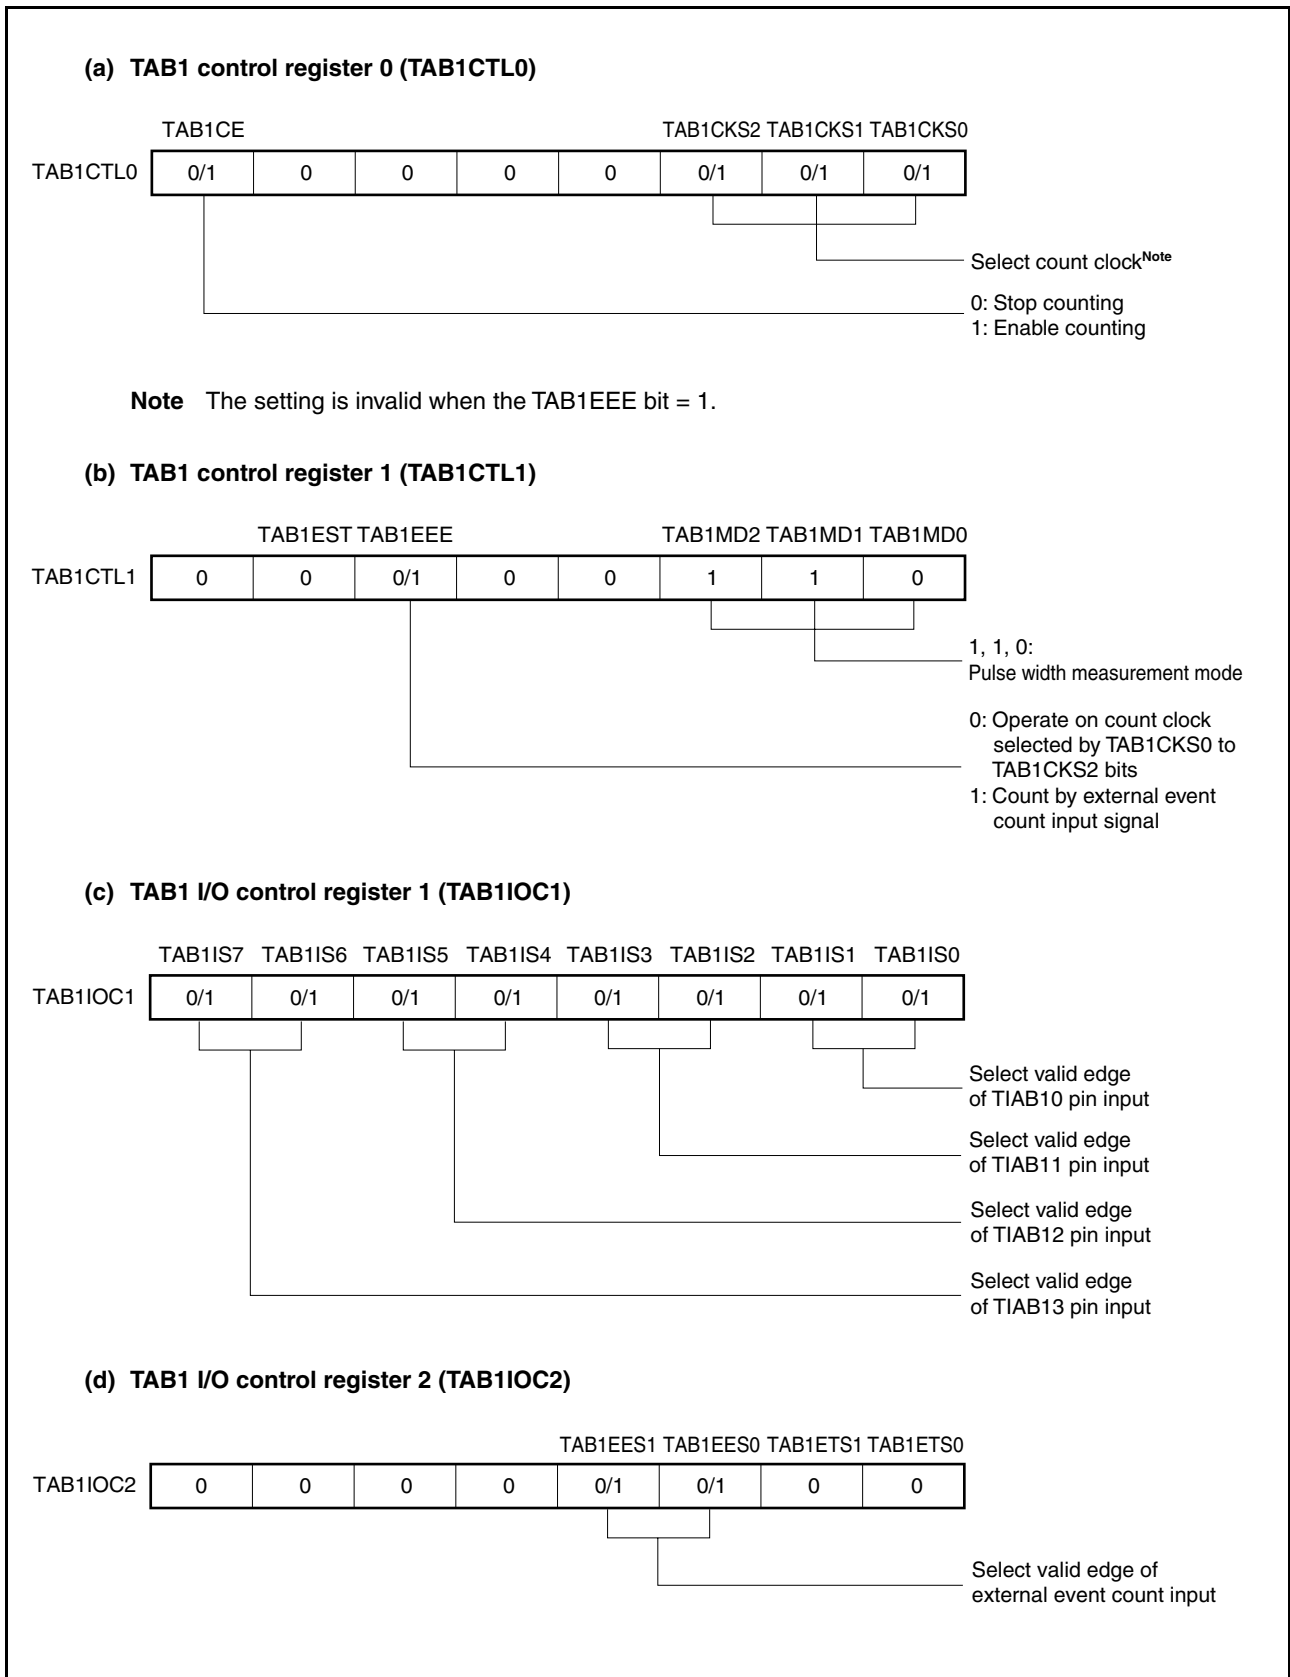 (a) TAB1 control register 0 (TAB1CTL0)
TAB1CE TAB1CKS2 TAB1CKS1 TAB1CKS0
TAB1CTL0 0/1 0 0 0 0 0/1 0/1 0/1
Select count clockNote
0: Stop counting
1: Enable counting
Note The setting is invalid when the TAB1EEE bit = 1.
(b) TAB1 control register 1 (TAB1CTL1)
TAB1EST TAB1EEE TAB1MD2 TAB1MD1 TAB1MD0
TAB1CTL1 0 0 0/1 0 0 1 1 0
1, 1, 0:
Pulse width measurement mode
0: Operate on count clock
selected by TAB1CKS0 to
TAB1CKS2 bits
1: Count by external event
count input signal
(c) TAB1 I/O control register 1 (TAB1IOC1)
TAB1IS7 TAB1IS6 TAB1IS5 TAB1IS4 TAB1IS3 TAB1IS2 TAB1IS1 TAB1IS0
TAB1IOC1 0/1 0/1 0/1 0/1 0/1 0/1 0/1 0/1
Select valid edge
of TIAB10 pin input
Select valid edge
of TIAB11 pin input
Select valid edge
of TIAB12 pin input
Select valid edge
of TIAB13 pin input
(d) TAB1 I/O control register 2 (TAB1IOC2)
TAB1EES1 TAB1EES0 TAB1ETS1 TAB1ETS0
TAB1IOC2 0 0 0 0 0/1 0/1 0 0
Select valid edge of
external event count input